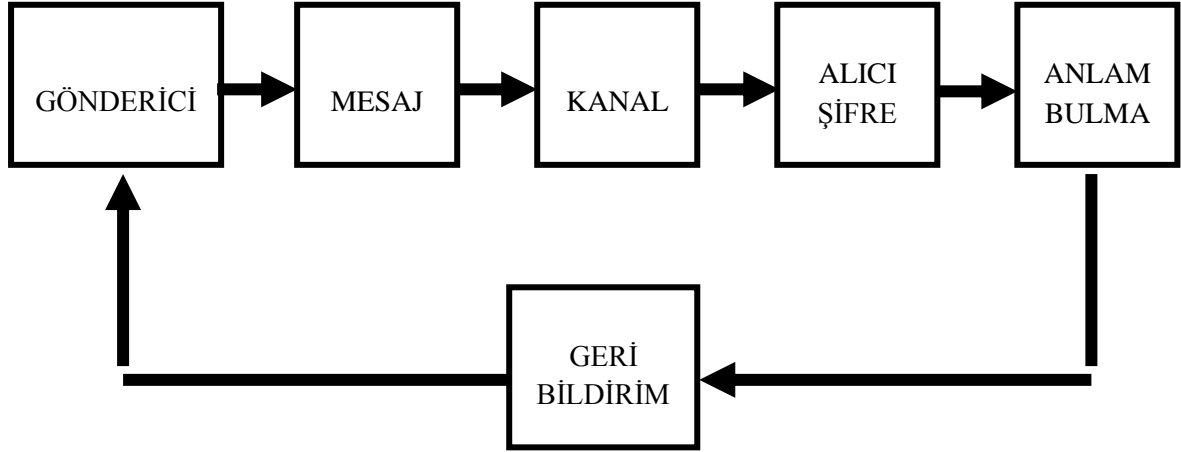 GÖNDERİCİ
MESAJ
KANAL
ALICI
ŞİFRE
ANLAM
BULMA
GERİ
BİLDİRİM